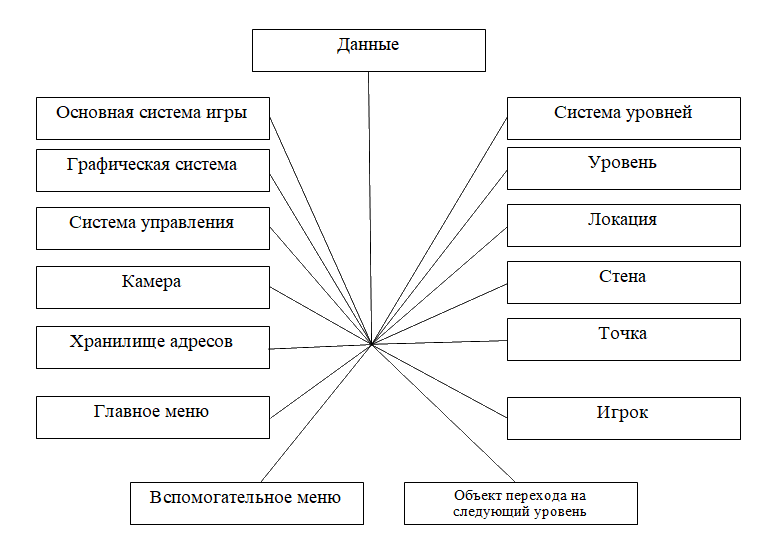 Данные
Основная система игры
Графическая система
Система управления
Камера
Хранилище адресов
Главное меню
Вспомогательное меню
Система уровней
Уровень
Локация
Стена
Точка
Игрок
Объект перехода на
следующий уровень